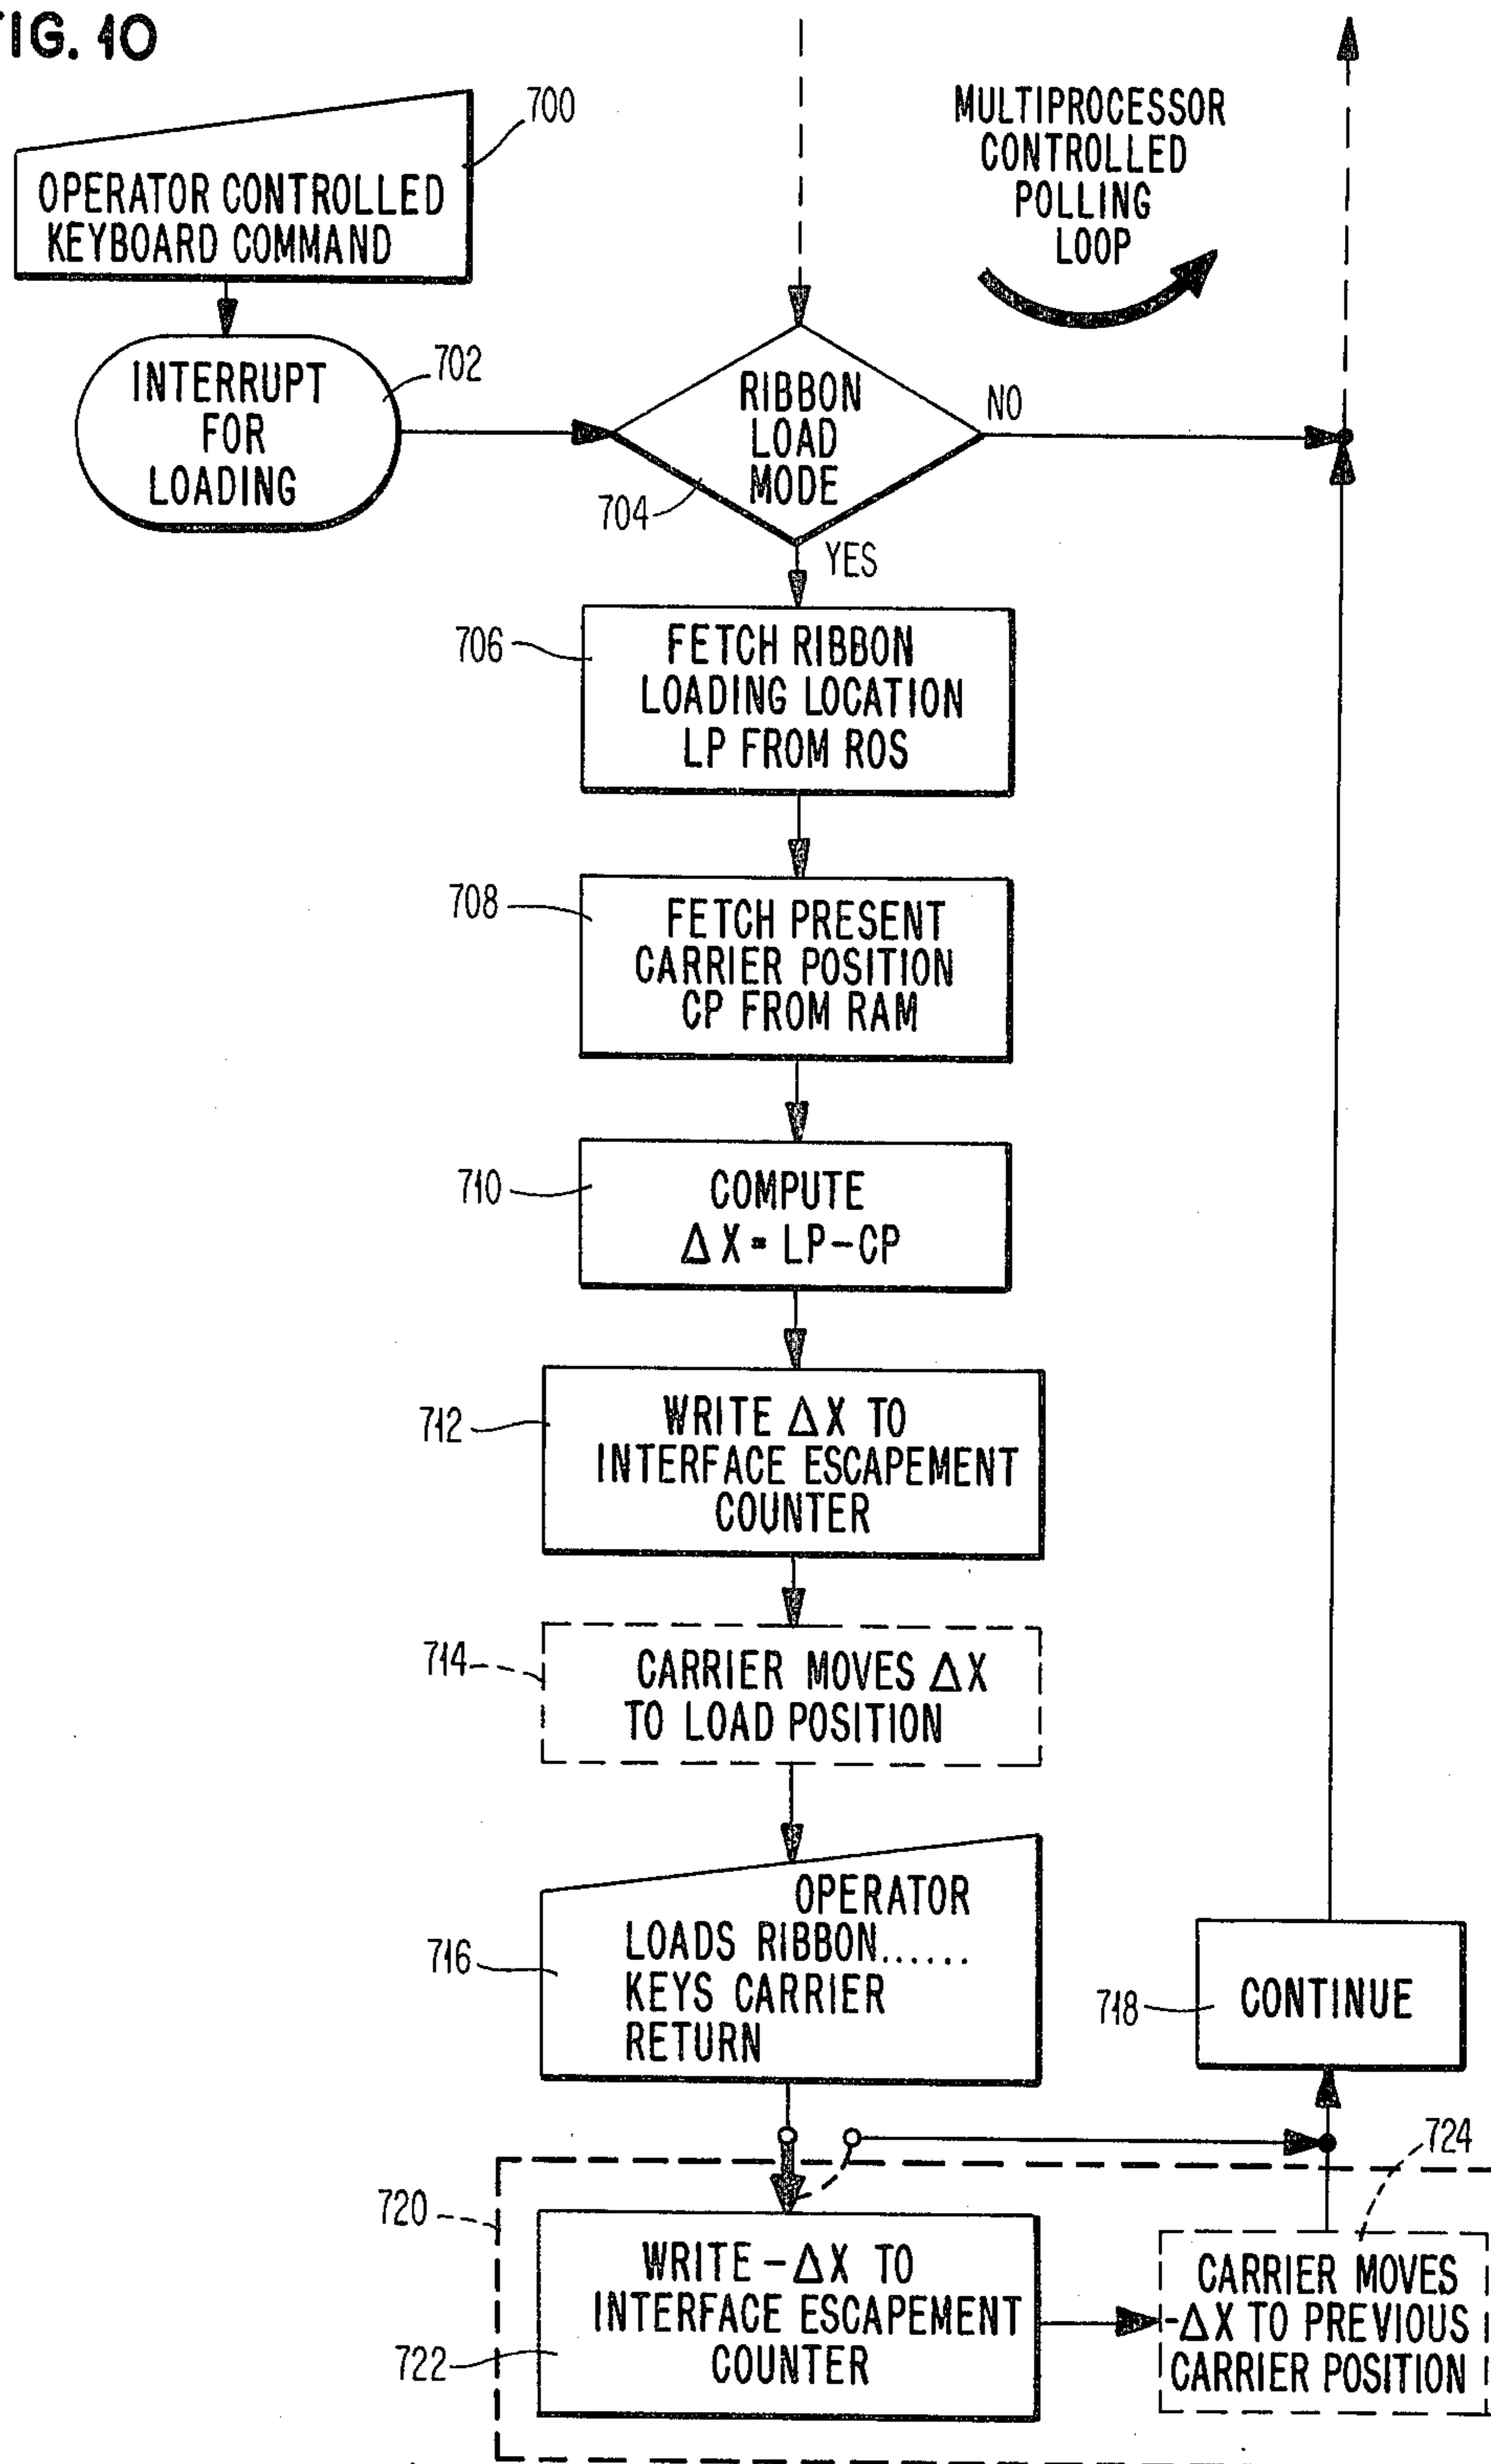 FIG. 10
700
OPERATOR CONTROLLED
KEYBOARD COMMAND
MULTIPROCESSOR
CONTROLLED
POLLING
LOOP
INTERRUPT
FOR
LOADING
702
RIBBON
LOAD
MODE
704
NO
YES
706
FETCH RIBBON
LOADING LOCATION
LP FROM ROS
708
FETCH PRESENT
CARRIER POSITION
CP FROM RAM
710
COMPUTE
ΔX = LP-CP
712
WRITE ΔX TO
INTERFACE ESCAPEMENT
COUNTER
714
CARRIER MOVES ΔX
TO LOAD POSITION
716
OPERATOR
LOADS RIBBON......
KEYS CARRIER
RETURN
718
CONTINUE
724
720
WRITE -ΔX TO
INTERFACE ESCAPEMENT
COUNTER
722
CARRIER MOVES
-ΔX TO PREVIOUS
CARRIER POSITION